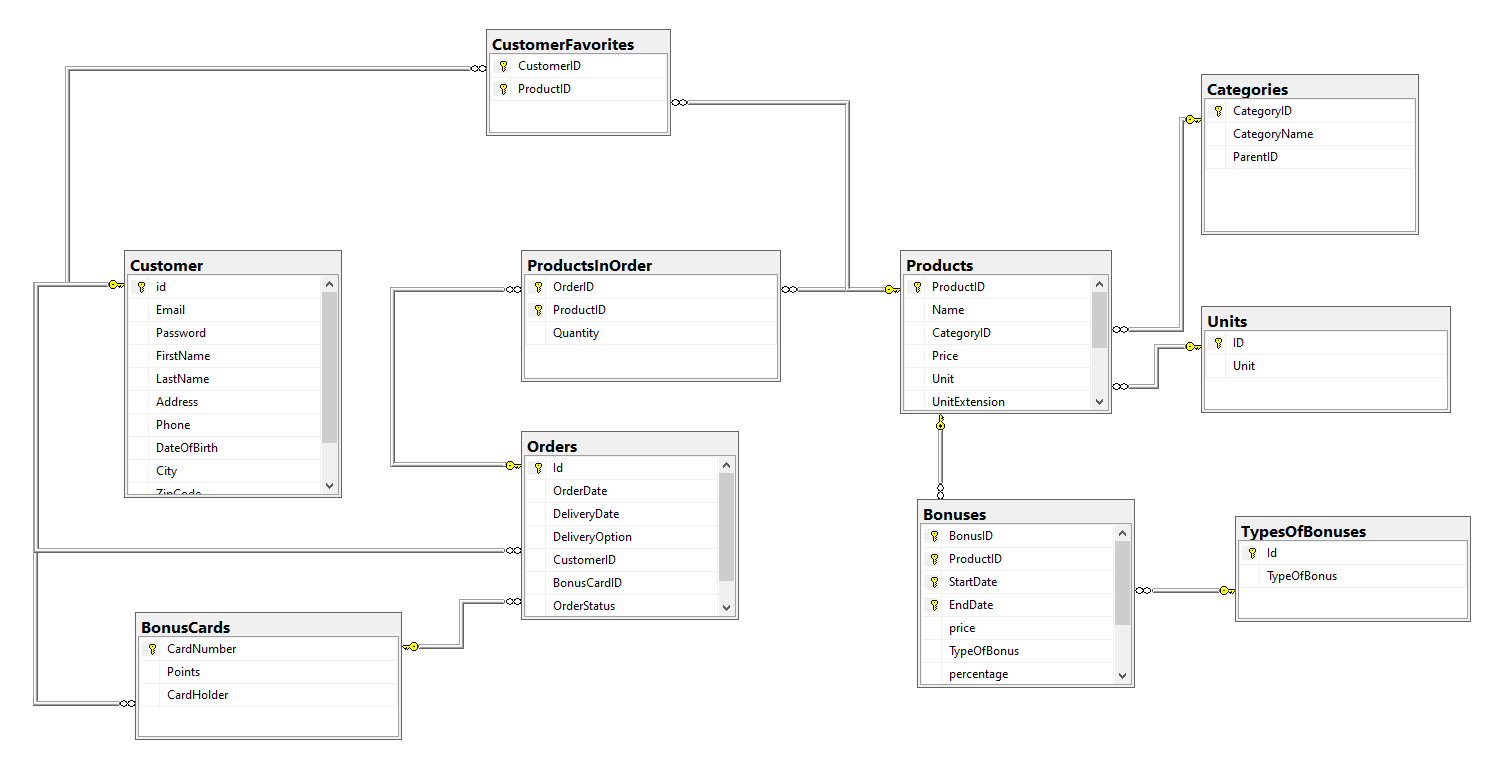 CustomerFavorites
CustomerID
ProductID
Categories
CategoryID
CategoryName
ParentID
Customer
id
Email
Password
FirstName
LastName
Address
Phone
DateOfBirth
City
ZipCode
ProductsInOrder
OrderID
ProductID
Quantity
Products
ProductID
Name
CategoryID
Price
Unit
UnitExtension
Units
ID
Unit
Orders
Id
OrderDate
DeliveryDate
DeliveryOption
CustomerID
BonusCardID
OrderStatus
Bonuses
BonusID
ProductID
StartDate
EndDate
price
TypeOfBonus
percentage
TypesOfBonuses
Id
TypeOfBonus
BonusCards
CardNumber
Points
CardHolder